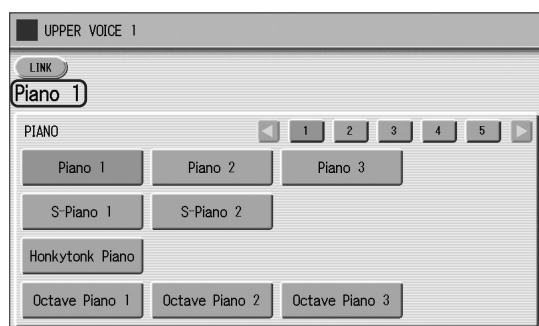 UPPER VOICE 1
LINK
Piano 1
PIANO 1 2 3 4 5
Piano 1 Piano 2 Piano 3
S-Piano 1 S-Piano 2
Honkytonk Piano
Octave Piano 1 Octave Piano 2 Octave Piano 3